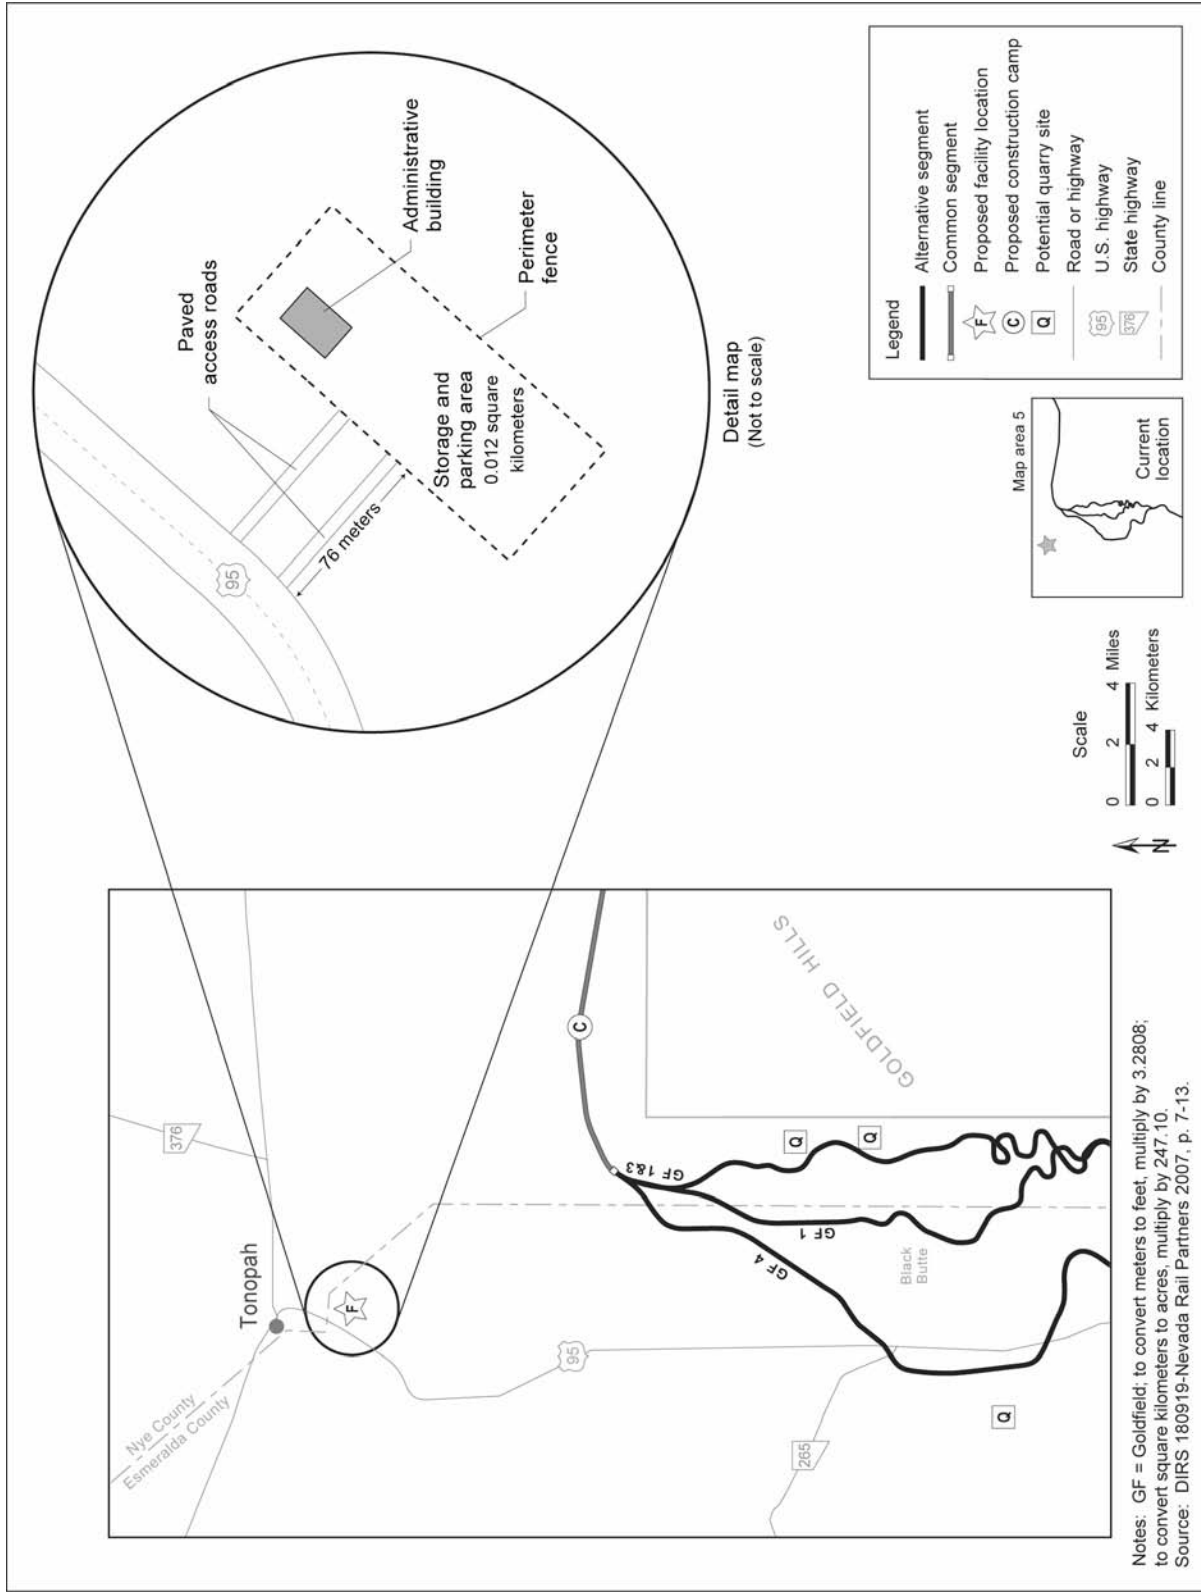 Nye County
Esmeralda County
Tonopah
376
F
95
265
C
GF 1&3
GF 1
GF 4
Black
Butte
Q
Q
Q
GOLDFIELD HILLS
95
Paved
access roads
76 meters
Storage and
parking area
0.012 square
kilometers
Administrative
building
Perimeter
fence
Detail map
(Not to scale)
N
Scale
0 2 4 Miles
0 2 4 Kilometers
Map area 5
Current
location
Legend
Alternative segment
Common segment
F Proposed facility location
C Proposed construction camp
Q Potential quarry site
Road or highway
95 U.S. highway
376 State highway
County line
Notes: GF = Goldfield; to convert meters to feet, multiply by 3.2808;
to convert square kilometers to acres, multiply by 247.10.
Source: DIRS 180919-Nevada Rail Partners 2007, p. 7-13.